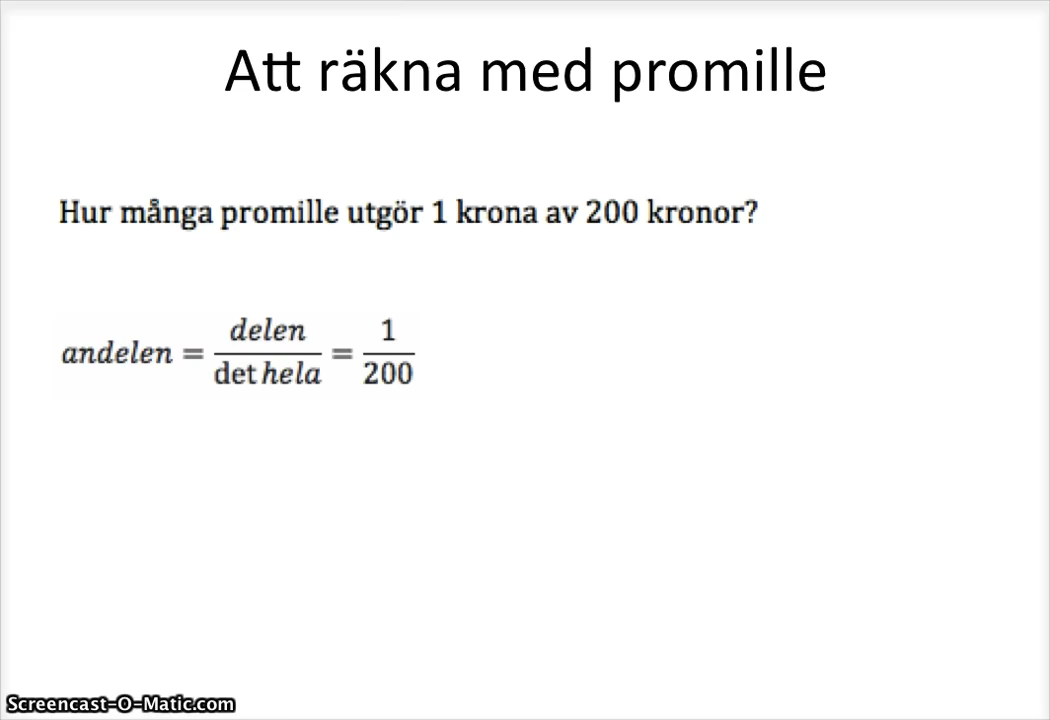 Att räkna med promille
Hur många promille utgör 1 krona av 200 kronor?
andelen = delen / det hela = 1 / 200
Screencast-O-Matic.com